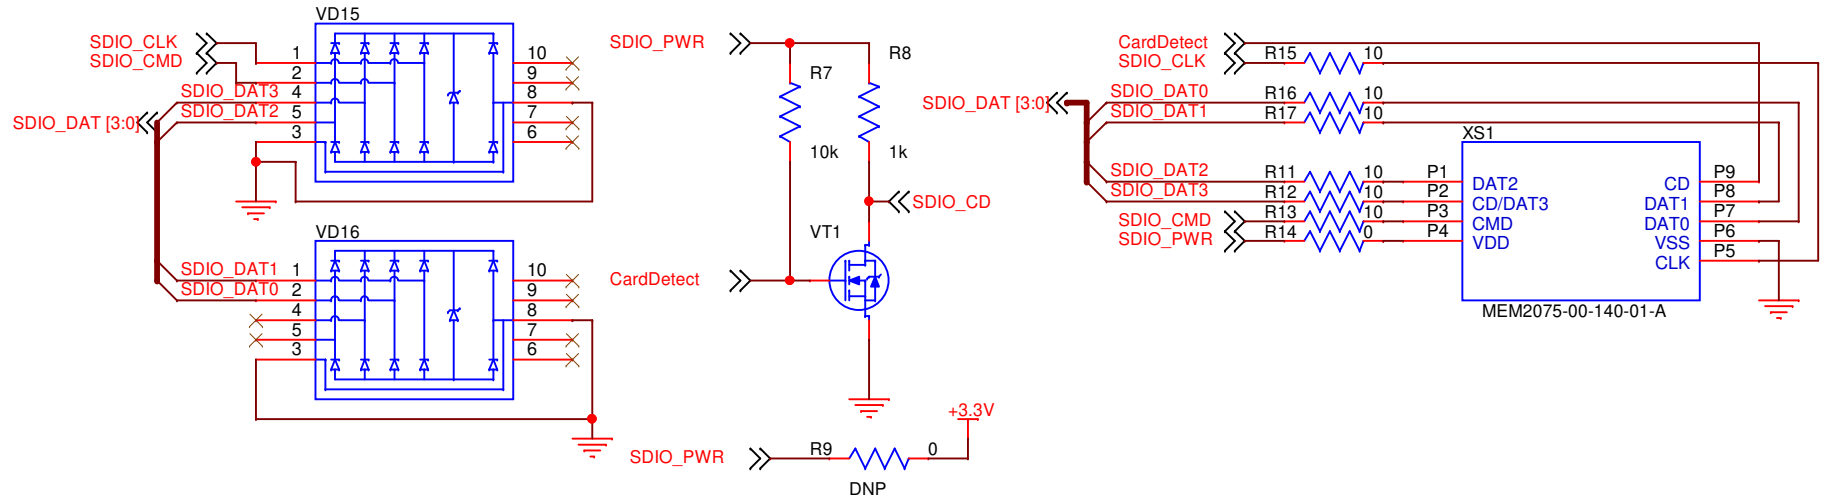 VD15
SDIO_CLK
SDIO_CMD
SDIO_DAT3
SDIO_DAT2
SDIO_DAT [3:0]
1
2
4
5
3
10
9
8
7
6
VD16
SDIO_DAT1
SDIO_DAT0
1
2
4
5
3
10
9
8
7
6
SDIO_PWR
R7
10k
R8
1k
SDIO_CD
VT1
CardDetect
SDIO_PWR
R9
0
DNP
+3.3V
CardDetect
SDIO_CLK
R15
10
SDIO_DAT [3:0]
SDIO_DAT0
R16
10
SDIO_DAT1
R17
10
SDIO_DAT2
R11
10
P1
SDIO_DAT3
R12
10
P2
SDIO_CMD
R13
10
P3
SDIO_PWR
R14
0
P4
XS1
DAT2
CD/DAT3
CMD
VDD
CD
DAT1
DAT0
VSS
CLK
P9
P8
P7
P6
P5
MEM2075-00-140-01-A